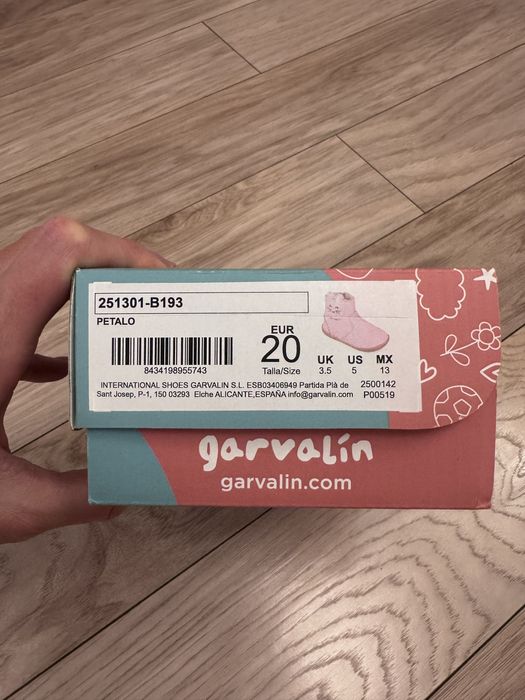 251301-B193
PETALO
8434198955743
EUR
20
Talla/Size
UK US MX
3.5 5 13
INTERNATIONAL SHOES GARVALIN S.L. ESB03406949 Partida Plà de 2500142
Sant Josep, P-1, 150 03293 Elche ALICANTE,ESPAÑA info@garvalin.com P00519
garvalín
garvalin.com